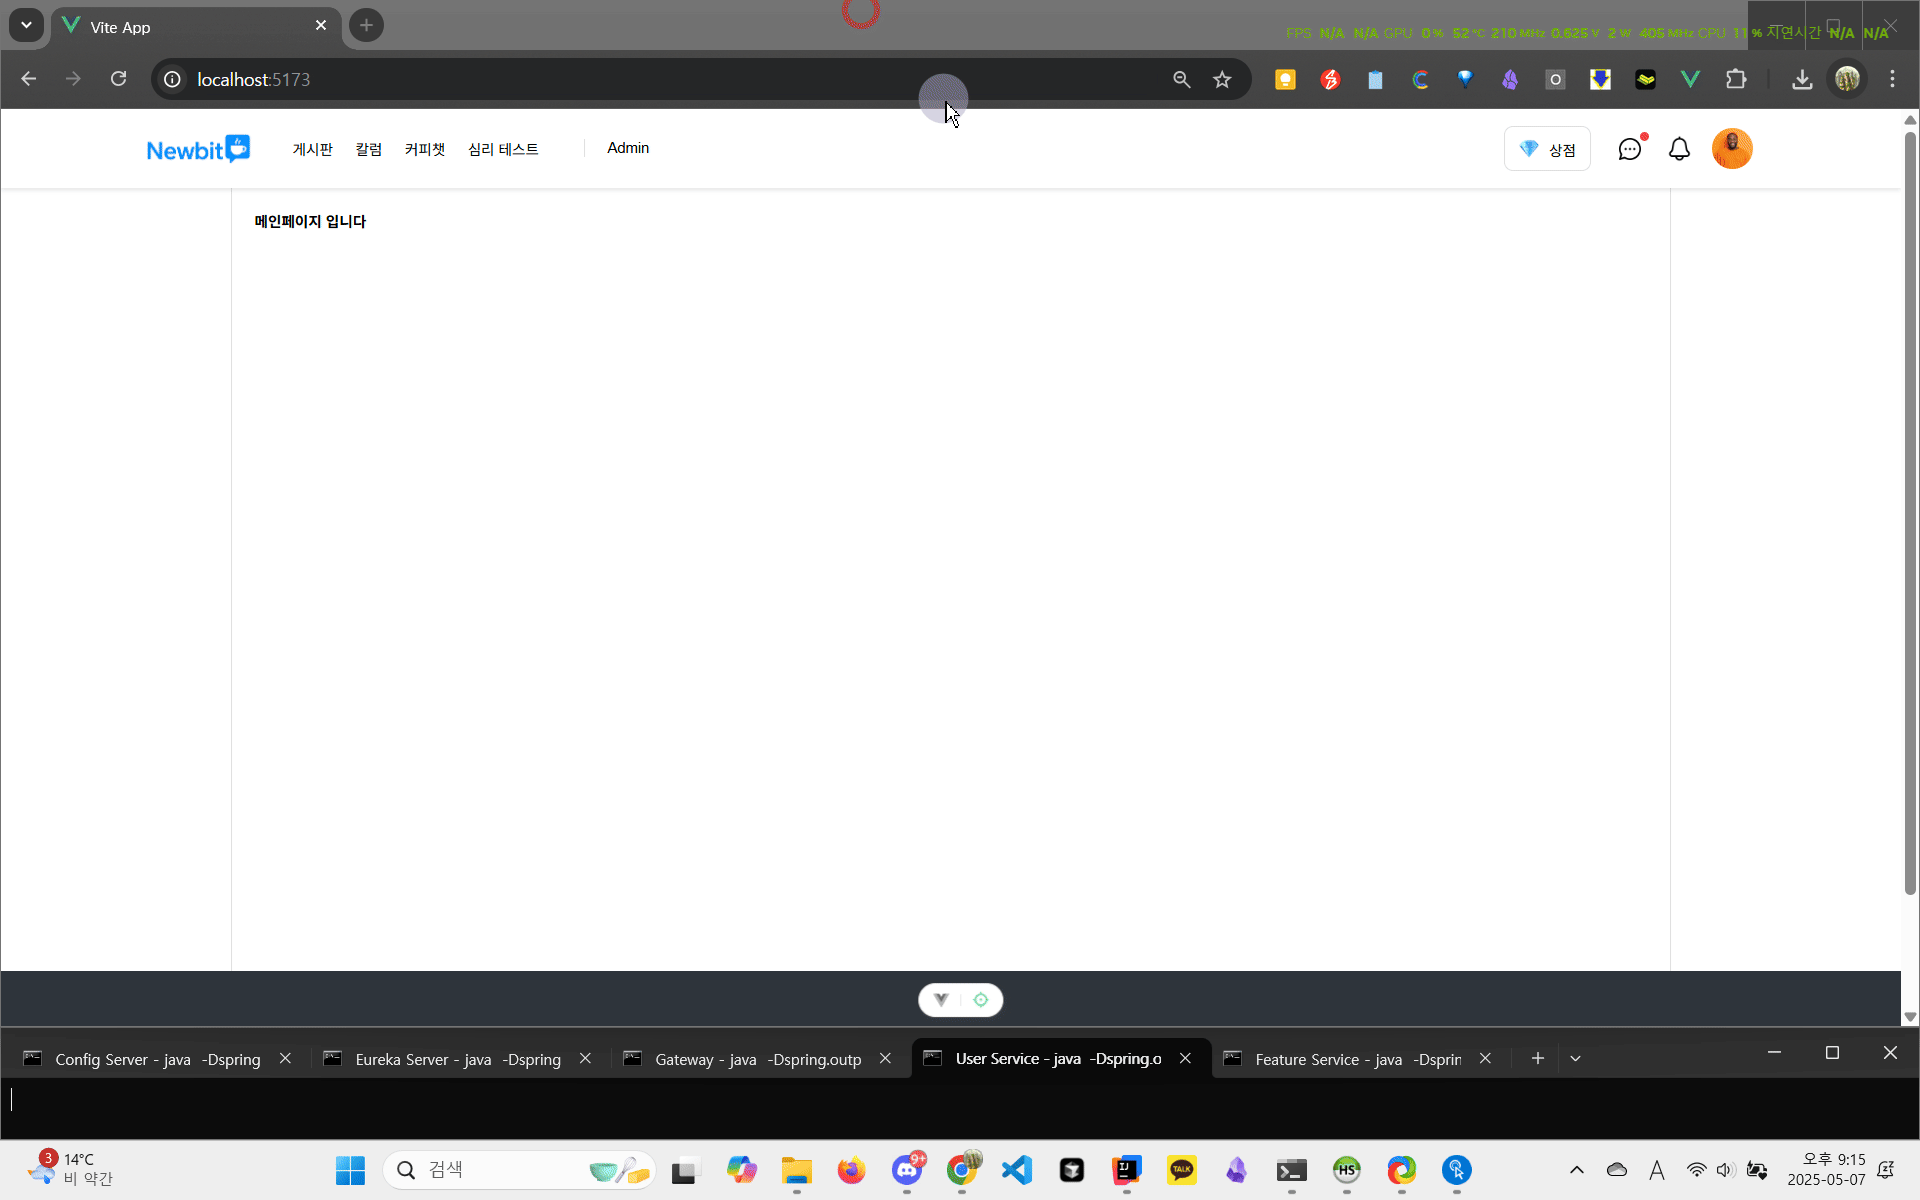 Vite App
FPS N/A N/A GPU 0 % 52 °C 210 MHz 0.625 V 2 W 405 MHz CPU 11 % 지연시간 N/A N/A
localhost:5173
Newbit 게시판 칼럼 커피챗 심리 테스트 Admin 상점
메인페이지 입니다
Config Server - java -Dspring
Eureka Server - java -Dspring
Gateway - java -Dspring.outp
User Service - java -Dspring.o
Feature Service - java -Dsprin
3 14°C
비 약간
검색
9+
IJ
TALK
HS
A
오후 9:15
2025-05-07